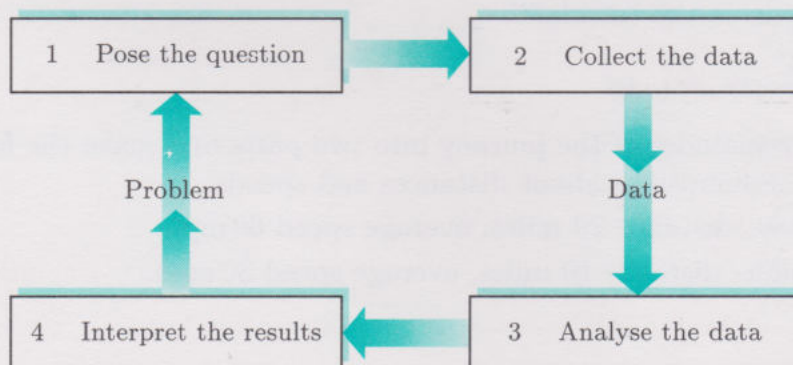 1 Pose the question
2 Collect the data
Problem
Data
4 Interpret the results
3 Analyse the data